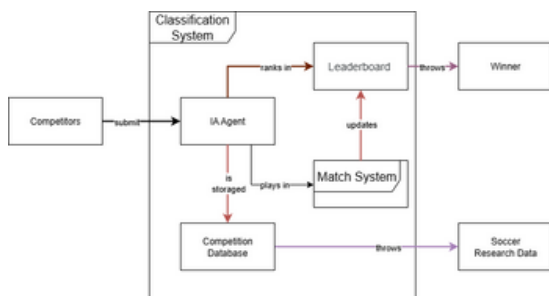 Classification
System
ranks in
Leaderboard
throws
Winner
Competitors
submit
IA Agent
updates
is
storaged
plays in
Match System
Competition
Database
throws
Soccer
Research Data